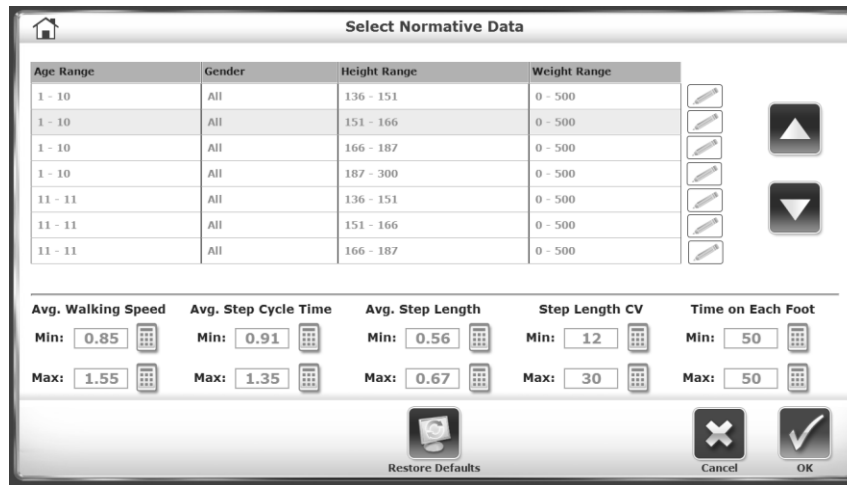 Select Normative Data
Age Range Gender Height Range Weight Range
1 - 10 All 136 - 151 0 - 500
1 - 10 All 151 - 166 0 - 500
1 - 10 All 166 - 187 0 - 500
1 - 10 All 187 - 300 0 - 500
11 - 11 All 136 - 151 0 - 500
11 - 11 All 151 - 166 0 - 500
11 - 11 All 166 - 187 0 - 500
Avg. Walking Speed Avg. Step Cycle Time Avg. Step Length Step Length CV Time on Each Foot
Min: 0.85 Min: 0.91 Min: 0.56 Min: 12 Min: 50
Max: 1.55 Max: 1.35 Max: 0.67 Max: 30 Max: 50
Restore Defaults Cancel OK